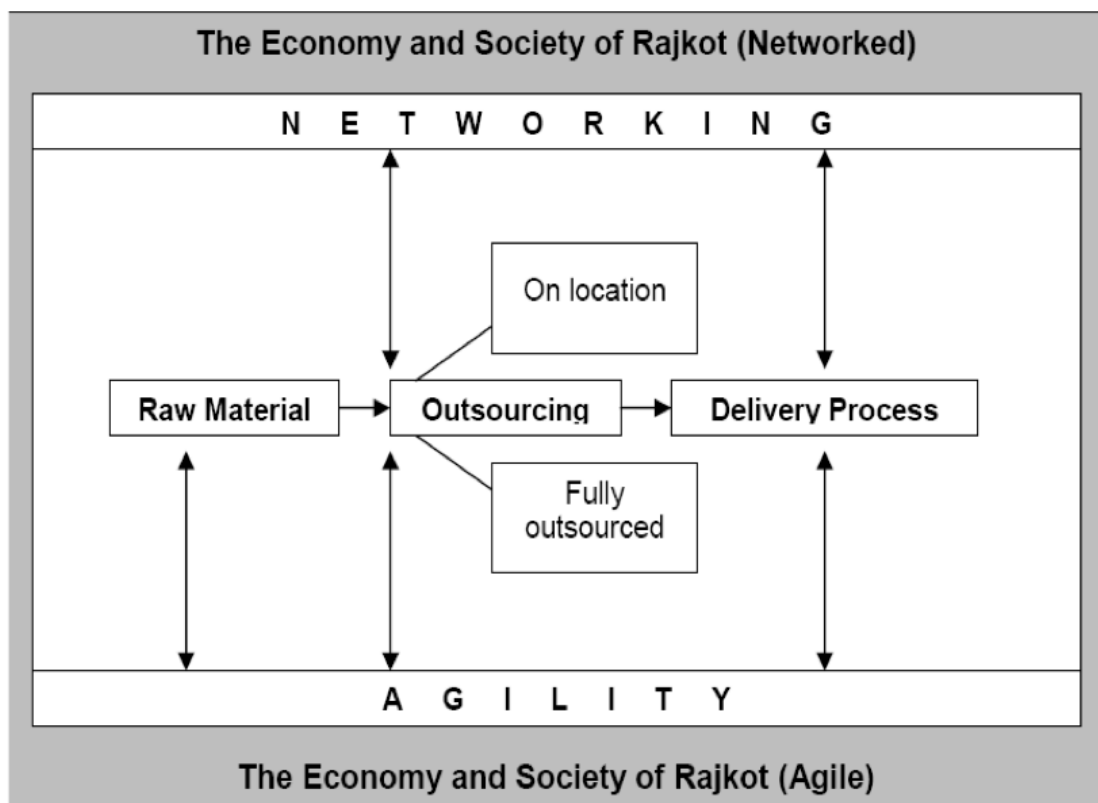 The Economy and Society of Rajkot (Networked)
N E T W O R K I N G
On location
Raw Material
Outsourcing
Delivery Process
Fully
outsourced
A G I L I T Y
The Economy and Society of Rajkot (Agile)